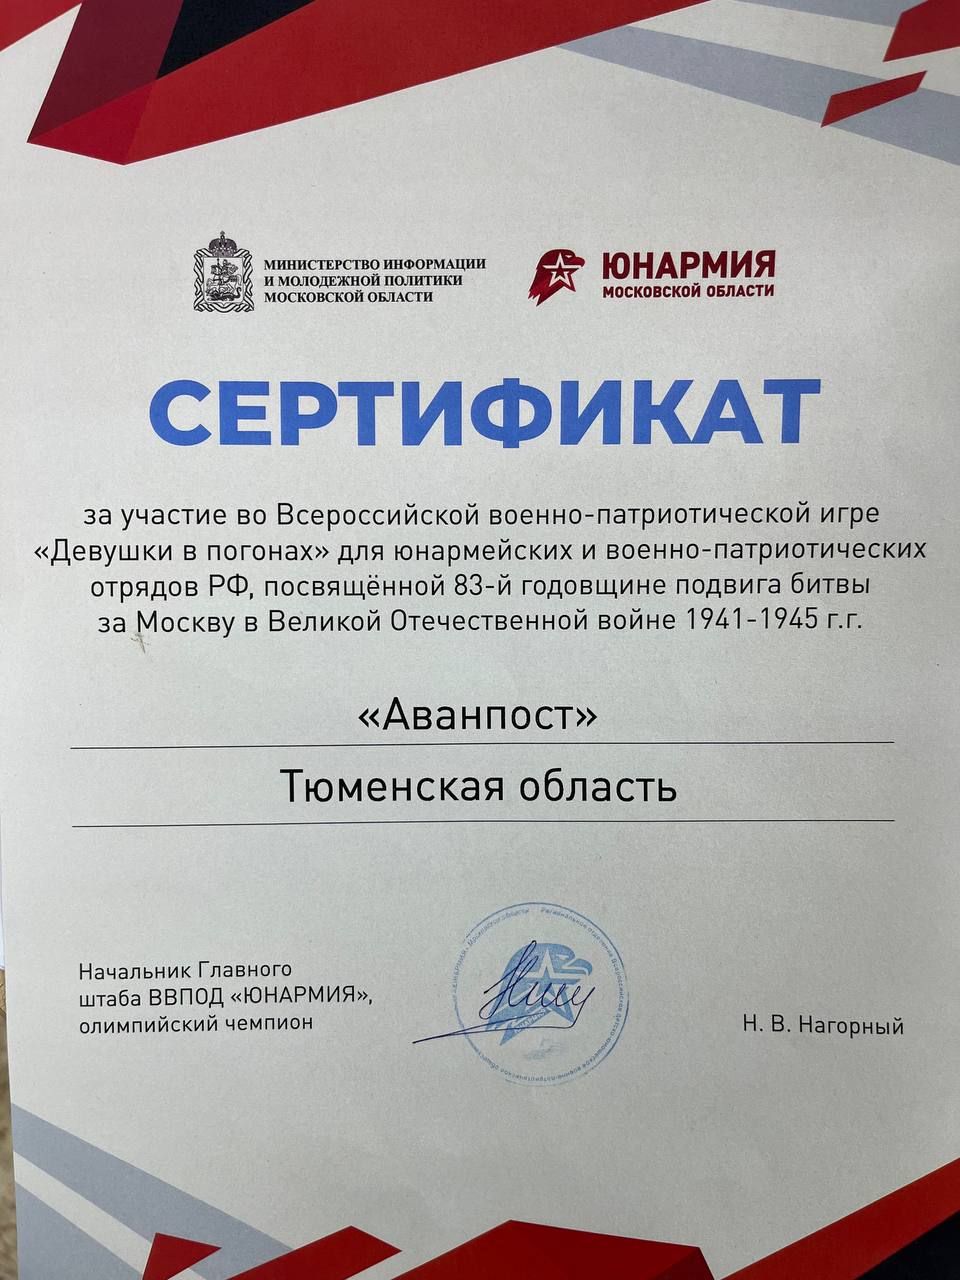 МИНИСТЕРСТВО ИНФОРМАЦИИ
И МОЛОДЕЖНОЙ ПОЛИТИКИ
МОСКОВСКОЙ ОБЛАСТИ
ЮНАРМИЯ
МОСКОВСКОЙ ОБЛАСТИ
СЕРТИФИКАТ
за участие во Всероссийской военно-патриотической игре
«Девушки в погонах» для юнармейских и военно-патриотических
отрядов РФ, посвящённой 83-й годовщине подвига битвы
за Москву в Великой Отечественной войне 1941-1945 г.г.
«Аванпост»
Тюменская область
Начальник Главного
штаба ВВПОД «ЮНАРМИЯ»,
олимпийский чемпион
Н. В. Нагорный